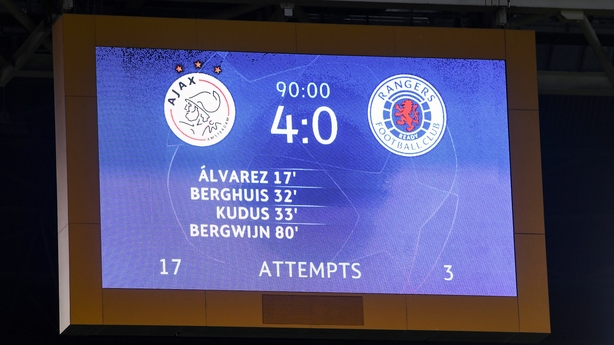 90:00
AJAX
AMSTERDAM
4:0
RANGERS
FOOTBALL CLUB
READY
ÁLVAREZ 17'
BERGHUIS 32'
KUDUS 33'
BERGWIJN 80'
17 ATTEMPTS 3